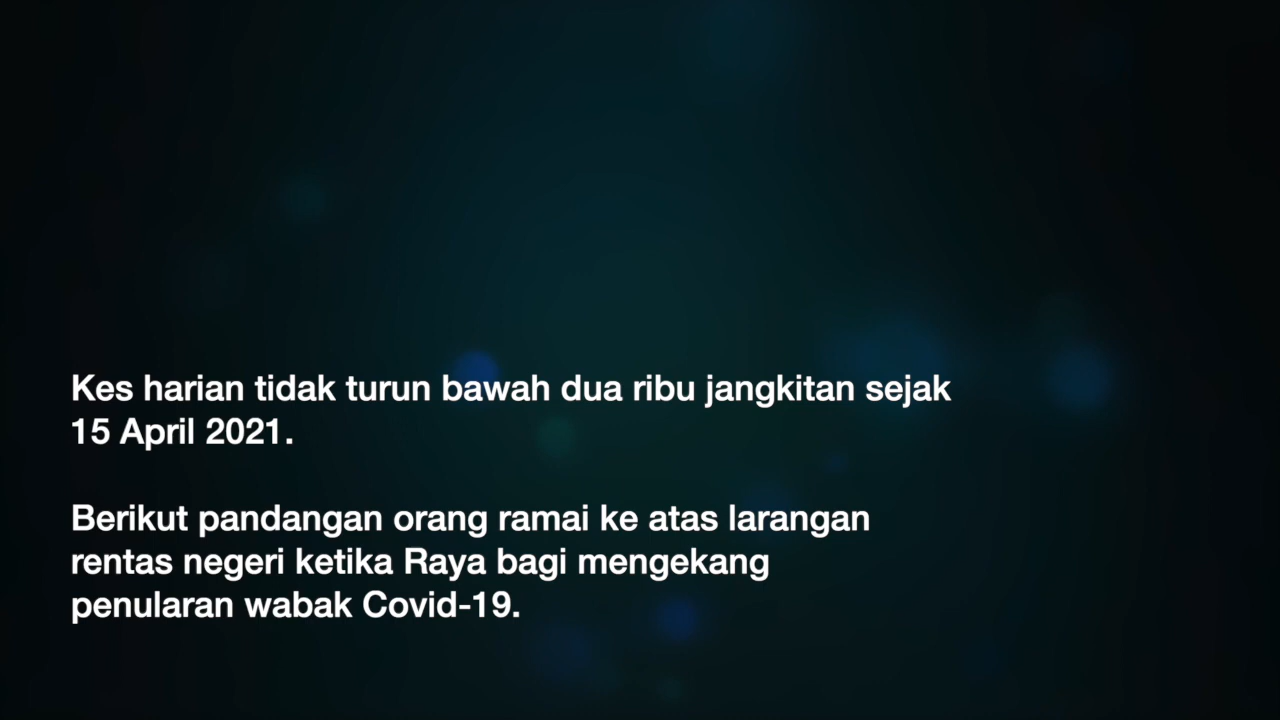 Kes harian tidak turun bawah dua ribu jangkitan sejak
15 April 2021.
Berikut pandangan orang ramai ke atas larangan
rentas negeri ketika Raya bagi mengekang
penularan wabak Covid-19.